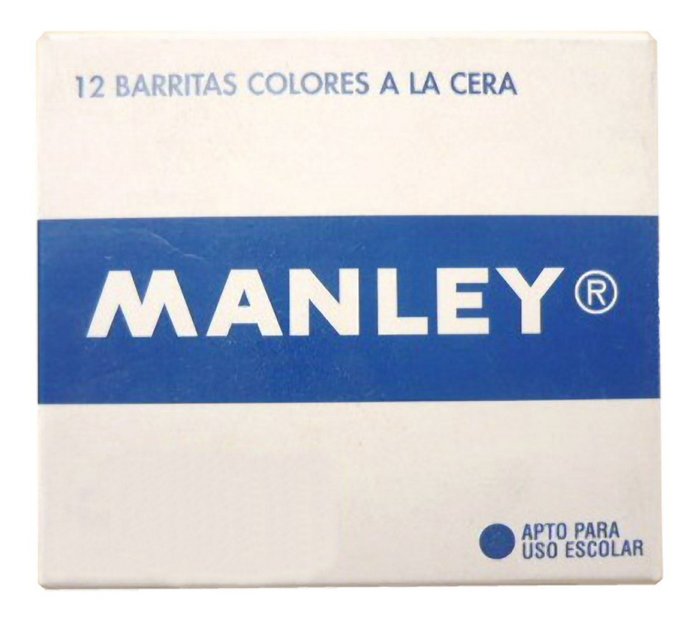 12 BARRITAS COLORES A LA CERA
MANLEY®
APTO PARA
USO ESCOLAR